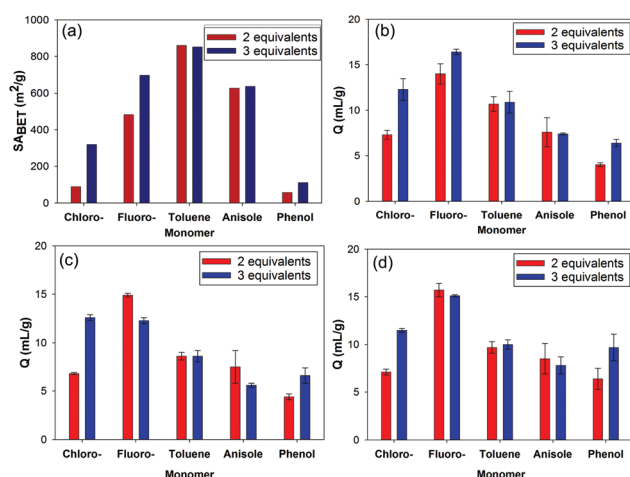 (a)
2 equivalents
3 equivalents
SABET (m²/g)
1000
800
600
400
200
0
Chloro- Fluoro- Toluene Anisole Phenol
Monomer
(b)
2 equivalents
3 equivalents
Q (mL/g)
20
15
10
5
0
Chloro- Fluoro- Toluene Anisole Phenol
Monomer
(c)
2 equivalents
3 equivalents
Q (mL/g)
20
15
10
5
0
Chloro- Fluoro- Toluene Anisole Phenol
Monomer
(d)
2 equivalents
3 equivalents
Q (mL/g)
20
15
10
5
0
Chloro- Fluoro- Toluene Anisole Phenol
Monomer